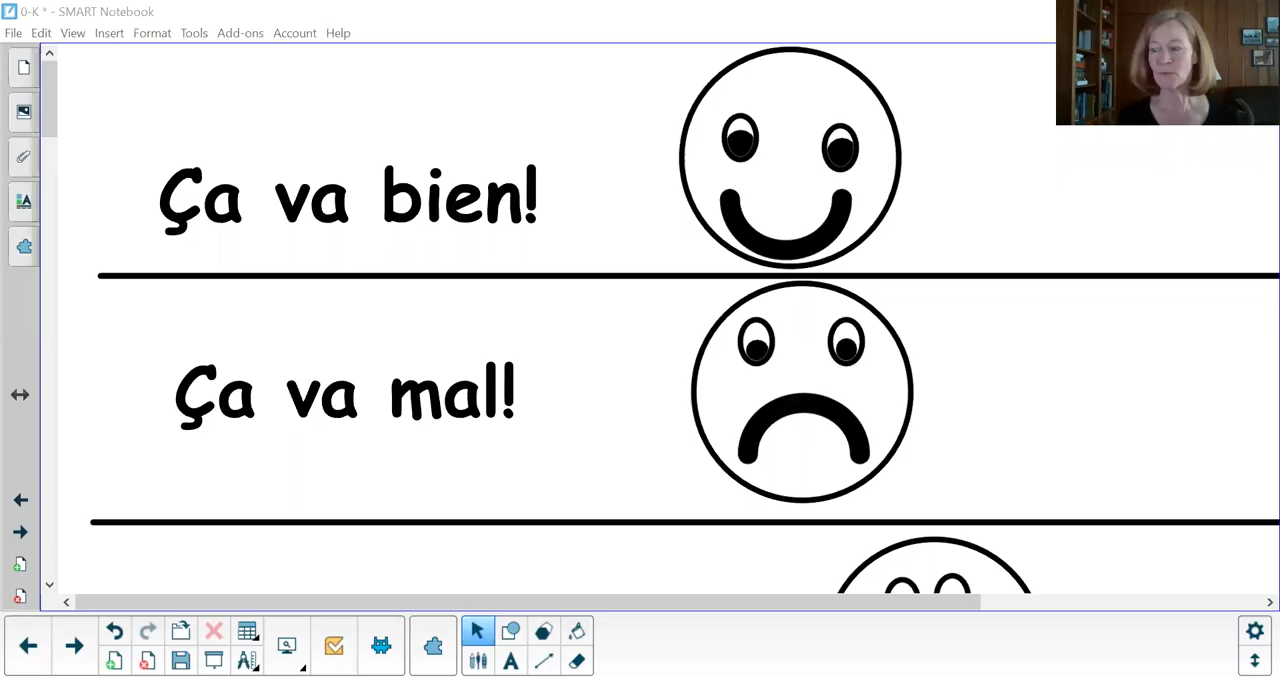 0-K * - SMART Notebook
File Edit View Insert Format Tools Add-ons Account Help
Ça va bien!
Ça va mal!